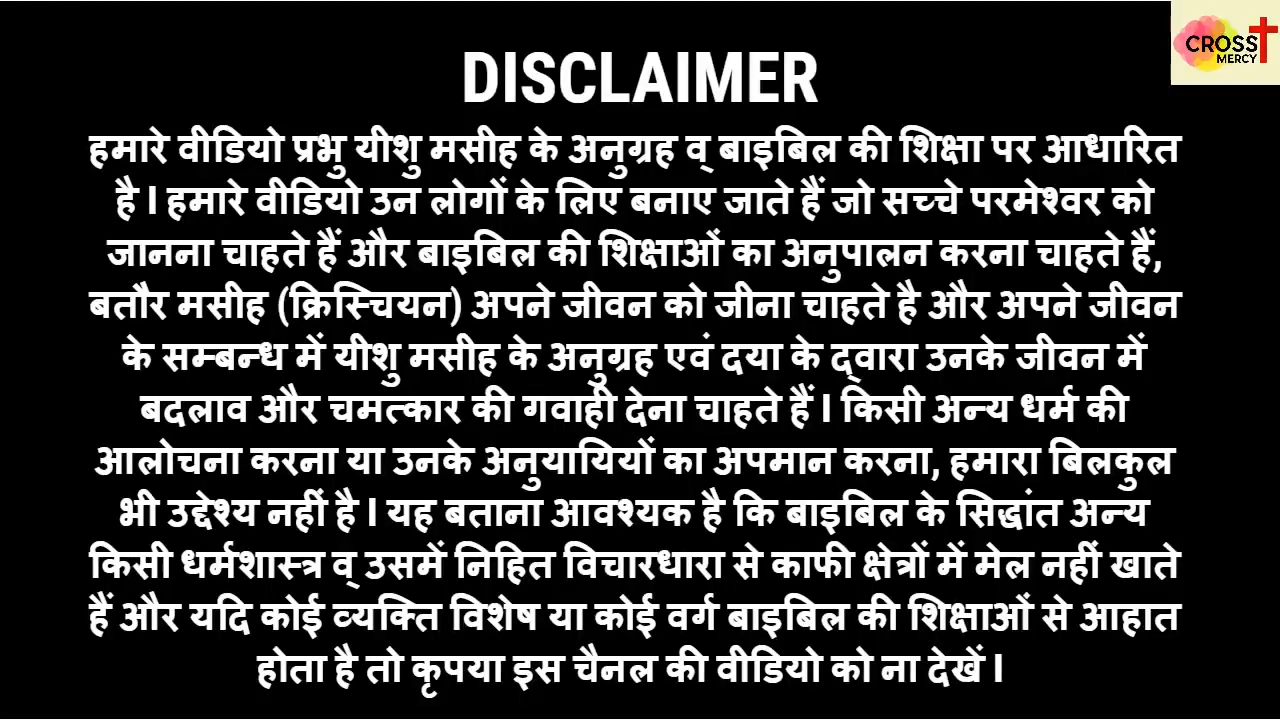 CROSS
MERCY
DISCLAIMER
हमारे वीडियो प्रभु यीशु मसीह के अनुग्रह व् बाइबिल की शिक्षा पर आधारित
है l हमारे वीडियो उन लोगों के लिए बनाए जाते हैं जो सच्चे परमेश्वर को
जानना चाहते हैं और बाइबिल की शिक्षाओं का अनुपालन करना चाहते हैं,
बतौर मसीह (क्रिस्चियन) अपने जीवन को जीना चाहते है और अपने जीवन
के सम्बन्ध में यीशु मसीह के अनुग्रह एवं दया के द्वारा उनके जीवन में
बदलाव और चमत्कार की गवाही देना चाहते हैं l किसी अन्य धर्म की
आलोचना करना या उनके अनुयायियों का अपमान करना, हमारा बिलकुल
भी उद्देश्य नहीं है l यह बताना आवश्यक है कि बाइबिल के सिद्धांत अन्य
किसी धर्मशास्त्र व् उसमें निहित विचारधारा से काफी क्षेत्रों में मेल नहीं खाते
हैं और यदि कोई व्यक्ति विशेष या कोई वर्ग बाइबिल की शिक्षाओं से आहात
होता है तो कृपया इस चैनल की वीडियो को ना देखें l